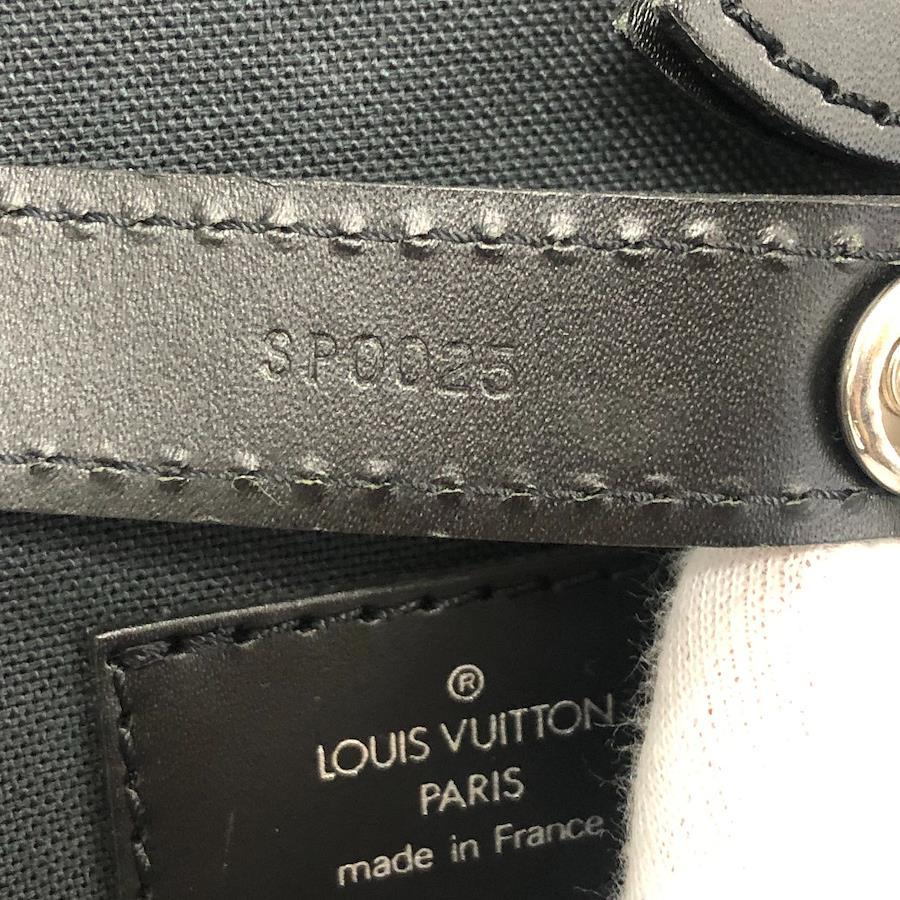 SP0025
®
LOUIS VUITTON
PARIS
made in France